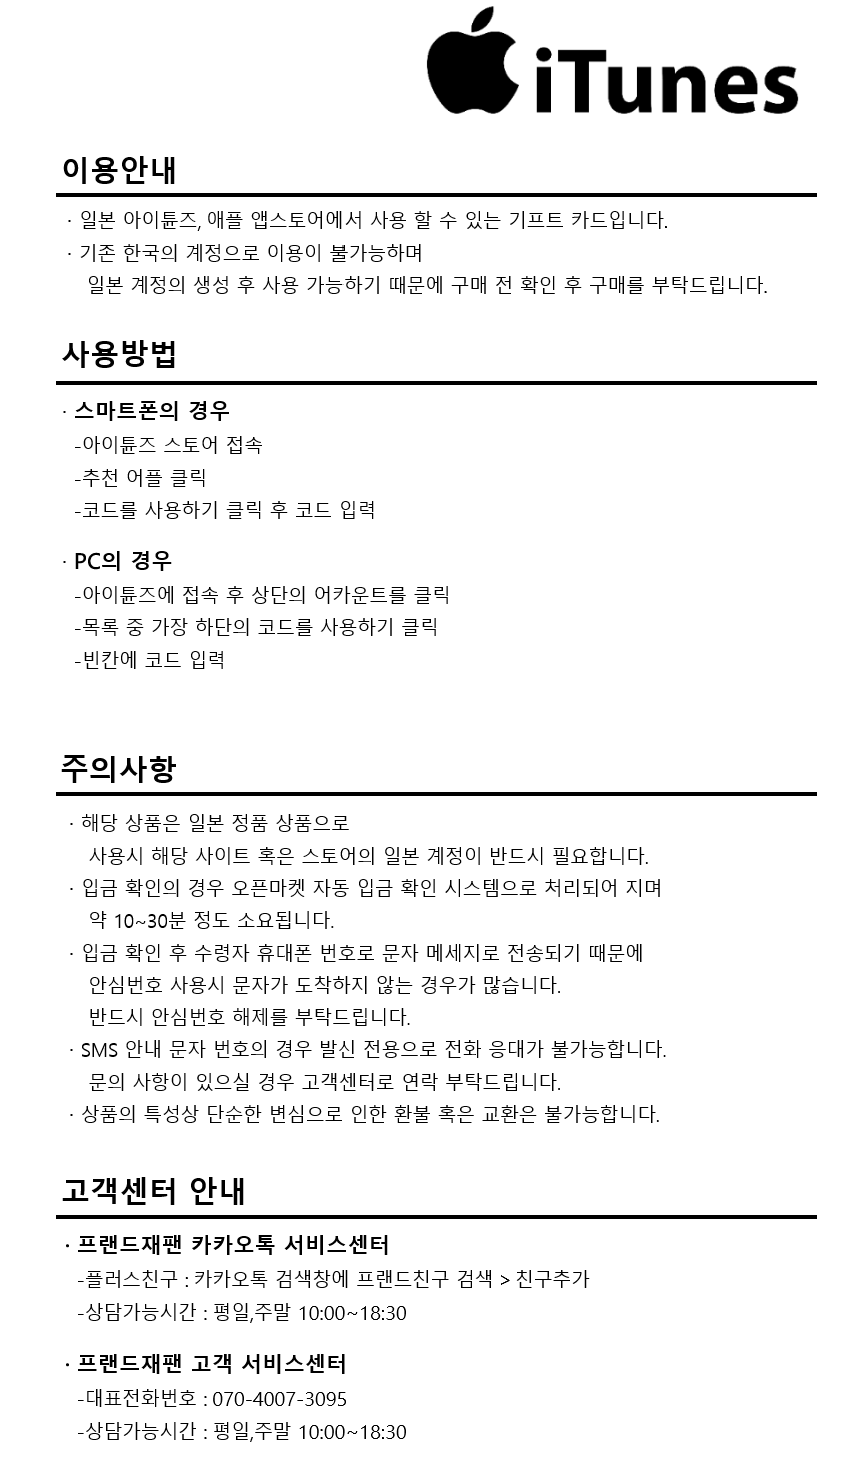 iTunes
이용안내
· 일본 아이튠즈, 애플 앱스토어에서 사용 할 수 있는 기프트 카드입니다.
· 기존 한국의 계정으로 이용이 불가능하며
일본 계정의 생성 후 사용 가능하기 때문에 구매 전 확인 후 구매를 부탁드립니다.
사용방법
· 스마트폰의 경우
-아이튠즈 스토어 접속
-추천 어플 클릭
-코드를 사용하기 클릭 후 코드 입력
· PC의 경우
-아이튠즈에 접속 후 상단의 어카운트를 클릭
-목록 중 가장 하단의 코드를 사용하기 클릭
-빈칸에 코드 입력
주의사항
· 해당 상품은 일본 정품 상품으로
사용시 해당 사이트 혹은 스토어의 일본 계정이 반드시 필요합니다.
· 입금 확인의 경우 오픈마켓 자동 입금 확인 시스템으로 처리되어 지며
약 10~30분 정도 소요됩니다.
· 입금 확인 후 수령자 휴대폰 번호로 문자 메세지로 전송되기 때문에
안심번호 사용시 문자가 도착하지 않는 경우가 많습니다.
반드시 안심번호 해제를 부탁드립니다.
· SMS 안내 문자 번호의 경우 발신 전용으로 전화 응대가 불가능합니다.
문의 사항이 있으실 경우 고객센터로 연락 부탁드립니다.
· 상품의 특성상 단순한 변심으로 인한 환불 혹은 교환은 불가능합니다.
고객센터 안내
· 프랜드재팬 카카오톡 서비스센터
-플러스친구 : 카카오톡 검색창에 프랜드친구 검색 > 친구추가
-상담가능시간 : 평일,주말 10:00~18:30
· 프랜드재팬 고객 서비스센터
-대표전화번호 : 070-4007-3095
-상담가능시간 : 평일,주말 10:00~18:30